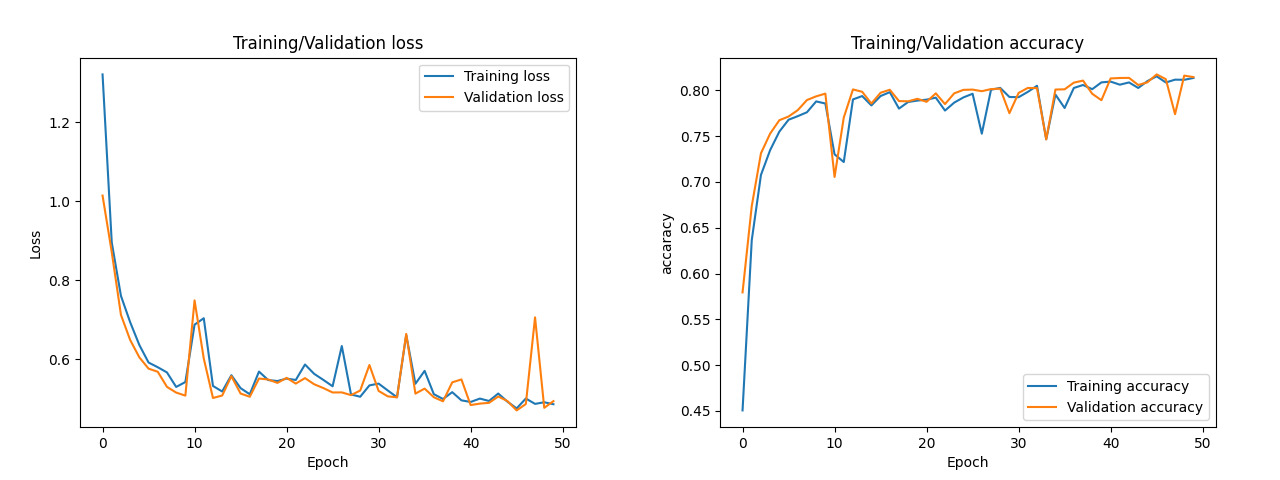 Training/Validation loss
Training loss
Validation loss
1.2
1.0
0.8
0.6
Loss
0 10 20 30 40 50
Epoch
Training/Validation accuracy
0.80
0.75
0.70
0.65
0.60
0.55
0.50
0.45
accaracy
Training accuracy
Validation accuracy
0 10 20 30 40 50
Epoch